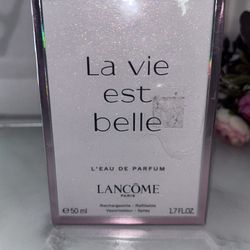 La vie
est
belle
L'EAU DE PARFUM
LANCÔME
PARIS
Rechargeable - Refillable
Vaporisateur - Spray
℮ 50 ml 1.7 FL.OZ.